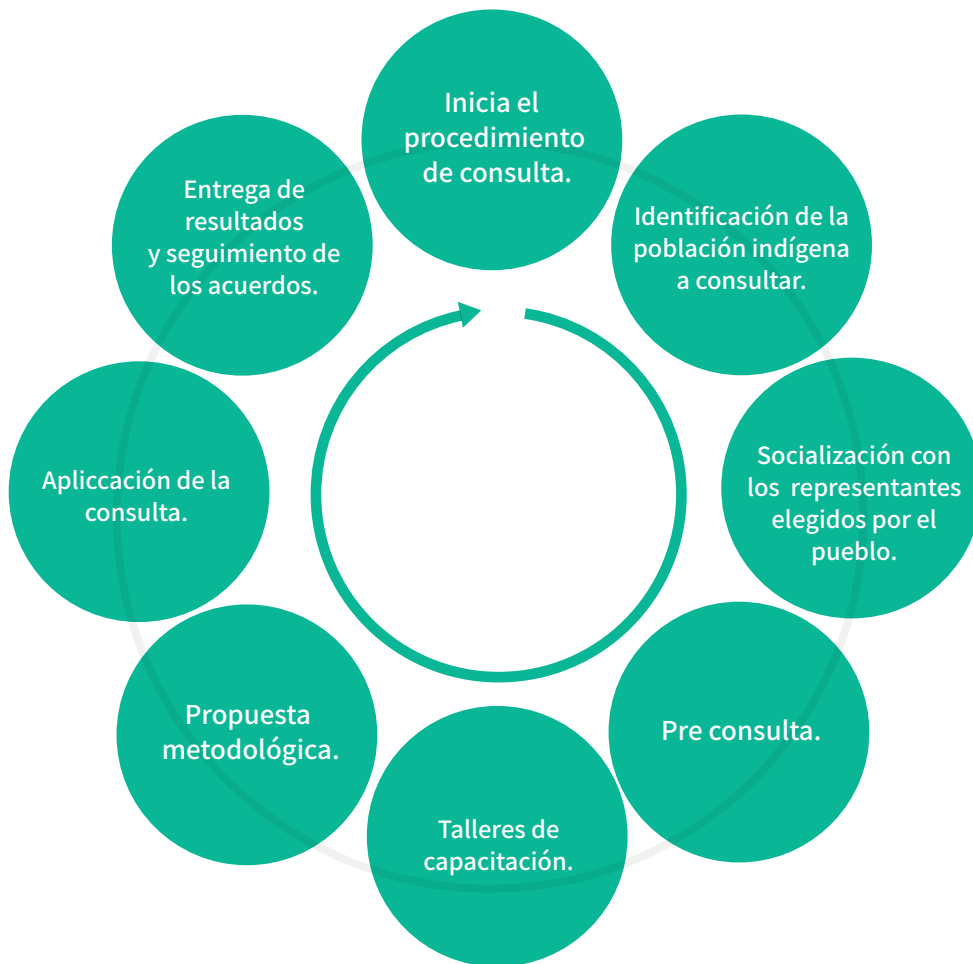 Inicia el
procedimiento
de consulta.
Identificación de la
población indígena
a consultar.
Socialización con
los representantes
elegidos por el
pueblo.
Pre consulta.
Talleres de
capacitación.
Propuesta
metodológica.
Apliccación de la
consulta.
Entrega de
resultados
y seguimiento de
los acuerdos.